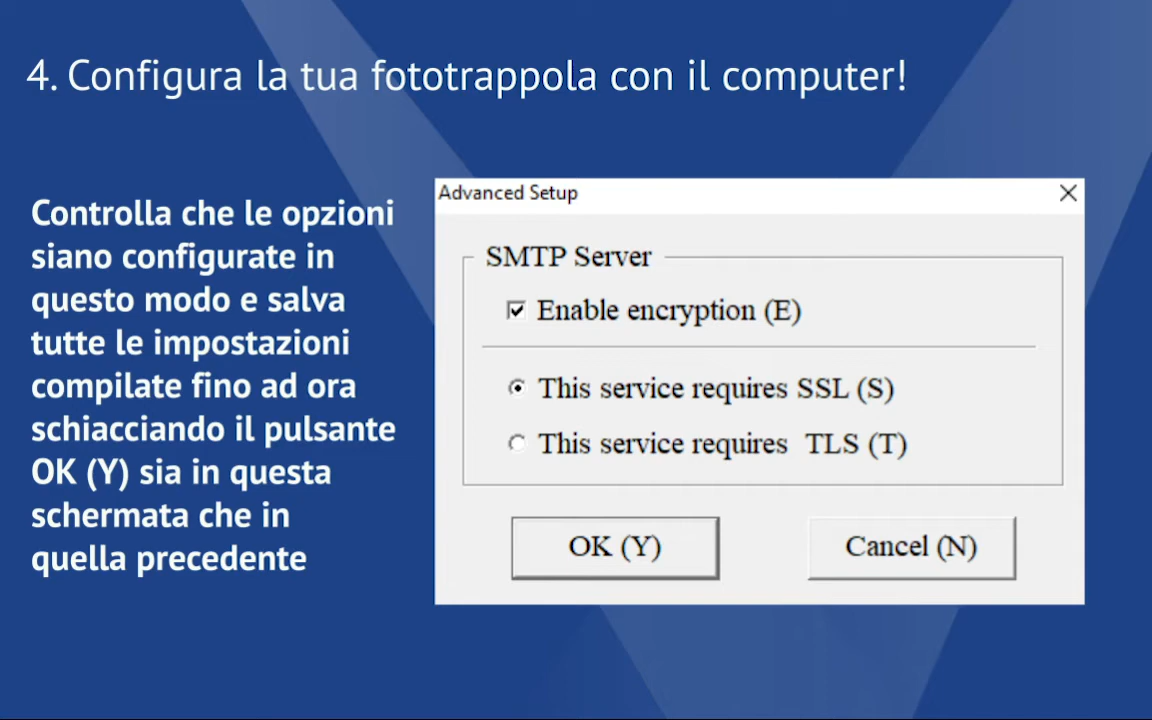 4. Configura la tua fototrappola con il computer!
Controlla che le opzioni
siano configurate in
questo modo e salva
tutte le impostazioni
compilate fino ad ora
schiacciando il pulsante
OK (Y) sia in questa
schermata che in
quella precedente
Advanced Setup
SMTP Server
Enable encryption (E)
This service requires SSL (S)
This service requires TLS (T)
OK (Y)
Cancel (N)